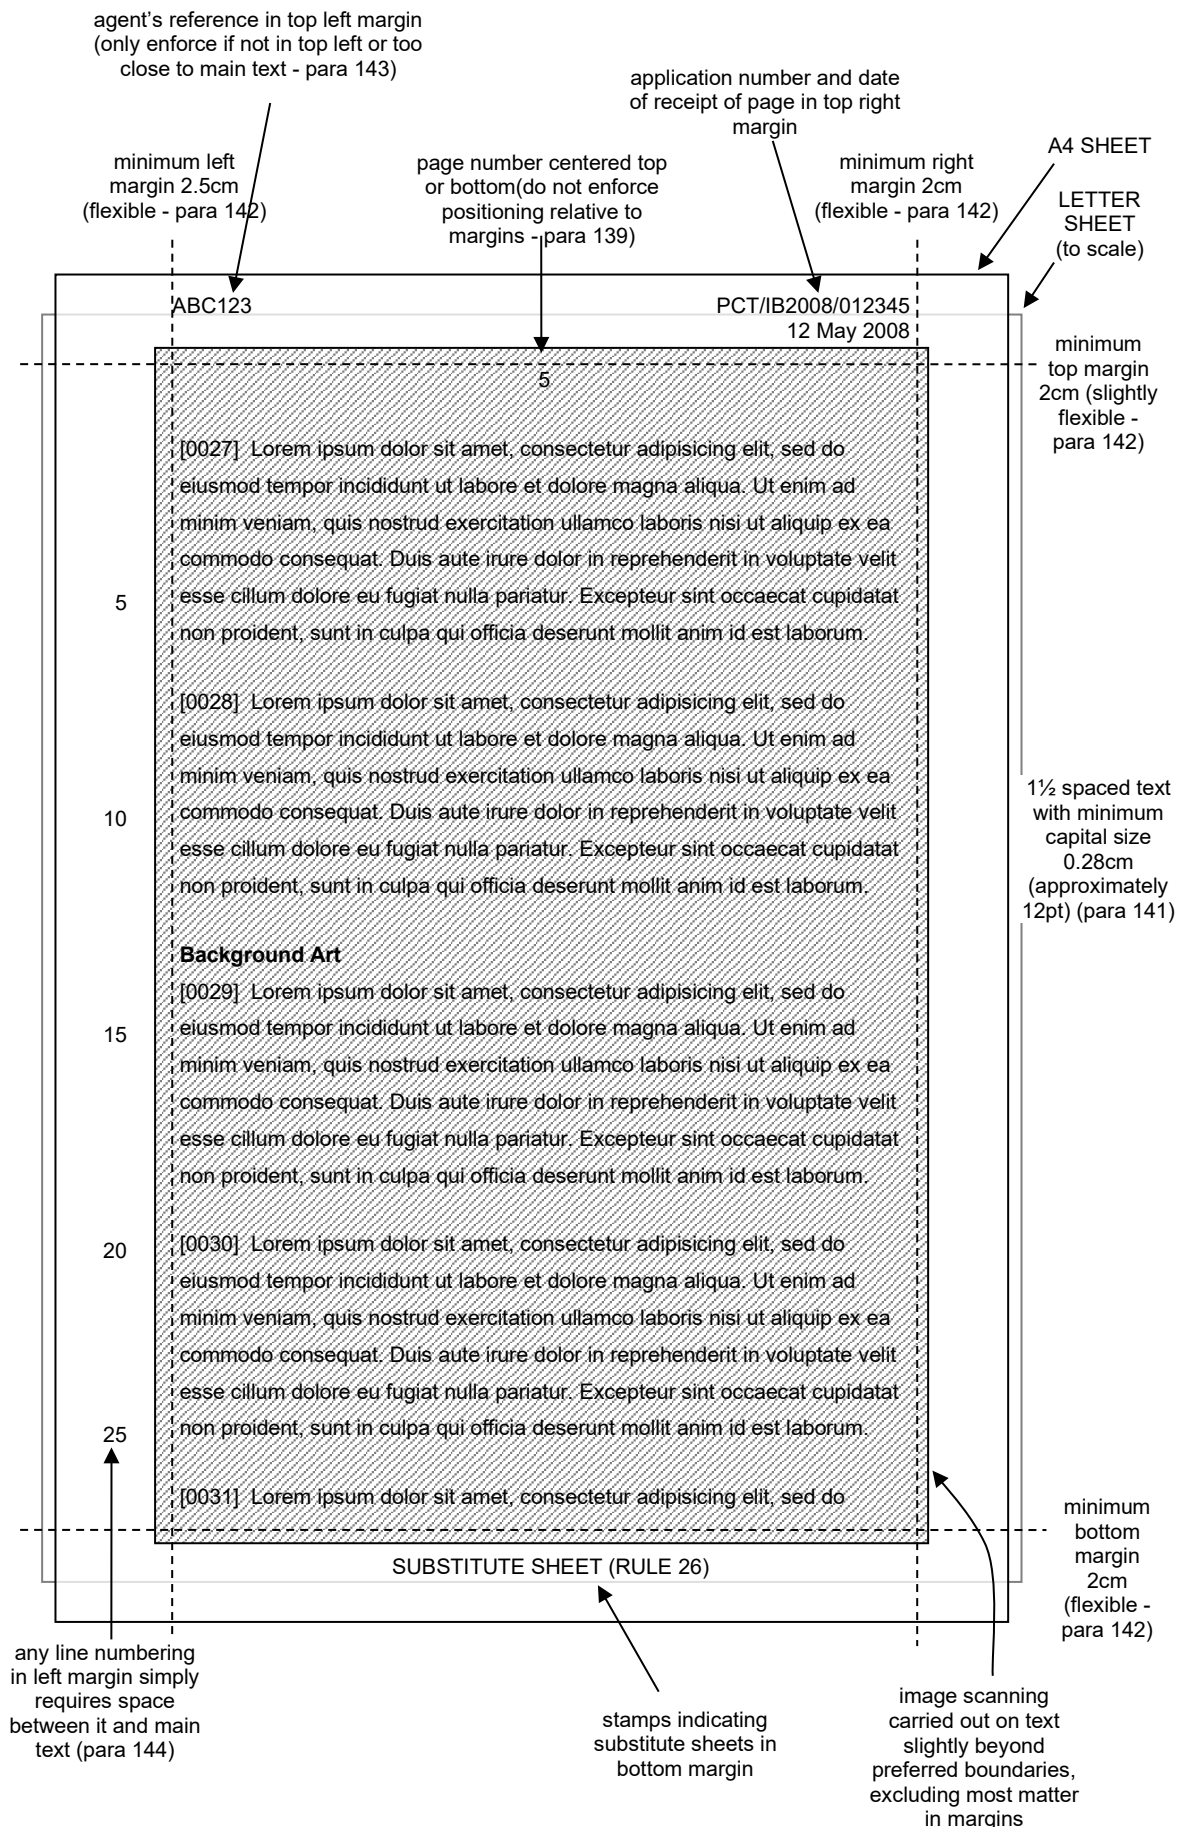 agent’s reference in top left margin
(only enforce if not in top left or too
close to main text - para 143)
application number and date
of receipt of page in top right
margin
minimum left
margin 2.5cm
(flexible - para 142)
page number centered top
or bottom(do not enforce
positioning relative to
margins - para 139)
minimum right
margin 2cm
(flexible - para 142)
A4 SHEET
LETTER
SHEET
(to scale)
ABC123
PCT/IB2008/012345
12 May 2008
minimum
top margin
2cm (slightly
flexible -
para 142)
5
[0027] Lorem ipsum dolor sit amet, consectetur adipisicing elit, sed do
eiusmod tempor incididunt ut labore et dolore magna aliqua. Ut enim ad
minim veniam, quis nostrud exercitation ullamco laboris nisi ut aliquip ex ea
commodo consequat. Duis aute irure dolor in reprehenderit in voluptate velit
5 esse cillum dolore eu fugiat nulla pariatur. Excepteur sint occaecat cupidatat
non proident, sunt in culpa qui officia deserunt mollit anim id est laborum.
[0028] Lorem ipsum dolor sit amet, consectetur adipisicing elit, sed do
eiusmod tempor incididunt ut labore et dolore magna aliqua. Ut enim ad
minim veniam, quis nostrud exercitation ullamco laboris nisi ut aliquip ex ea
10 commodo consequat. Duis aute irure dolor in reprehenderit in voluptate velit
esse cillum dolore eu fugiat nulla pariatur. Excepteur sint occaecat cupidatat
non proident, sunt in culpa qui officia deserunt mollit anim id est laborum.
1½ spaced text
with minimum
capital size
0.28cm
(approximately
12pt) (para 141)
Background Art
[0029] Lorem ipsum dolor sit amet, consectetur adipisicing elit, sed do
15 eiusmod tempor incididunt ut labore et dolore magna aliqua. Ut enim ad
minim veniam, quis nostrud exercitation ullamco laboris nisi ut aliquip ex ea
commodo consequat. Duis aute irure dolor in reprehenderit in voluptate velit
esse cillum dolore eu fugiat nulla pariatur. Excepteur sint occaecat cupidatat
non proident, sunt in culpa qui officia deserunt mollit anim id est laborum.
20 [0030] Lorem ipsum dolor sit amet, consectetur adipisicing elit, sed do
eiusmod tempor incididunt ut labore et dolore magna aliqua. Ut enim ad
minim veniam, quis nostrud exercitation ullamco laboris nisi ut aliquip ex ea
commodo consequat. Duis aute irure dolor in reprehenderit in voluptate velit
esse cillum dolore eu fugiat nulla pariatur. Excepteur sint occaecat cupidatat
25 non proident, sunt in culpa qui officia deserunt mollit anim id est laborum.
[0031] Lorem ipsum dolor sit amet, consectetur adipisicing elit, sed do
minimum
bottom
margin
2cm
(flexible -
para 142)
SUBSTITUTE SHEET (RULE 26)
any line numbering
in left margin simply
requires space
between it and main
text (para 144)
stamps indicating
substitute sheets in
bottom margin
image scanning
carried out on text
slightly beyond
preferred boundaries,
excluding most matter
in margins